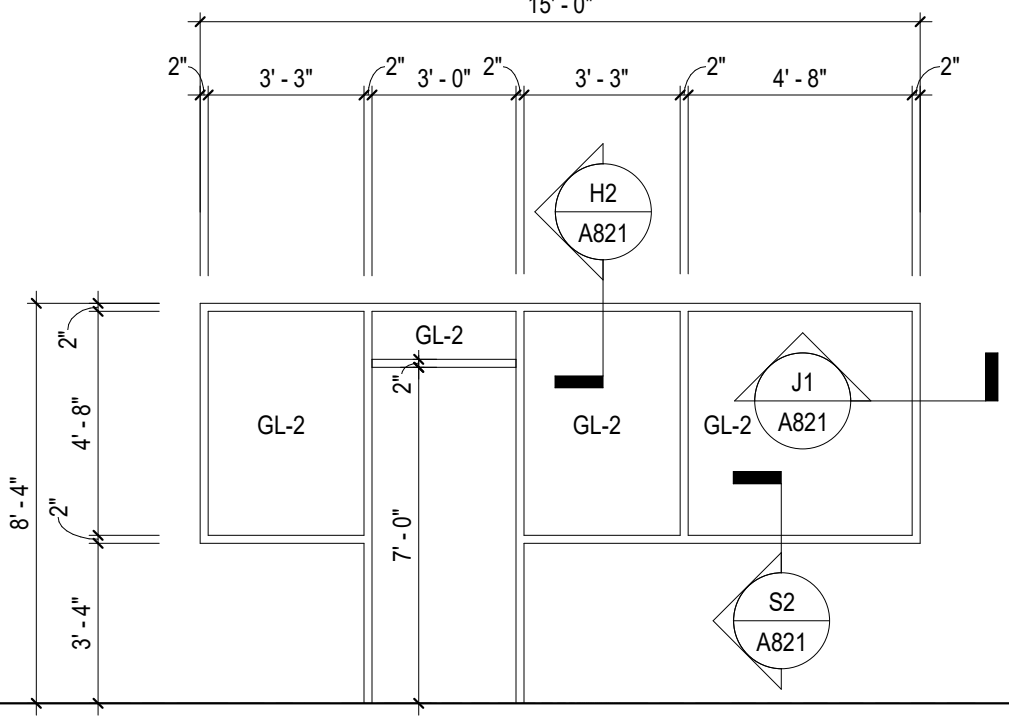 15' - 0"
2" 3' - 3" 2" 3' - 0" 2" 3' - 3" 2" 4' - 8" 2"
H2
A821
2"
GL-2
2"
J1
A821
GL-2
GL-2
GL-2
4' - 8"
8' - 4"
2"
7' - 0"
3' - 4"
S2
A821